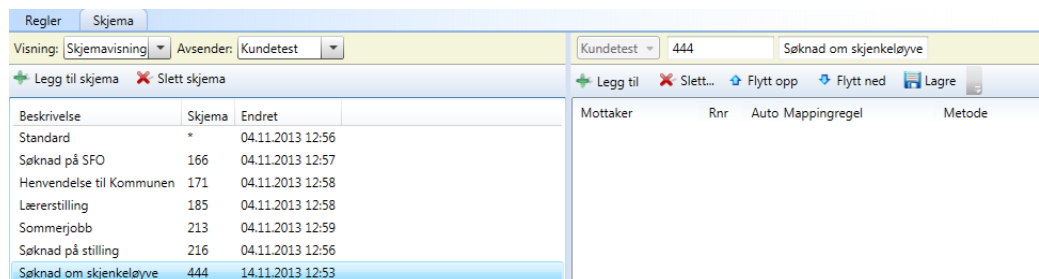 Regler Skjema
Visning: Skjemavisning Avsender: Kundetest
Legg til skjema Slett skjema
Beskrivelse Skjema Endret
Standard * 04.11.2013 12:56
Søknad på SFO 166 04.11.2013 12:57
Henvendelse til Kommunen 171 04.11.2013 12:58
Lærerstilling 185 04.11.2013 12:58
Sommerjobb 213 04.11.2013 12:59
Søknad på stilling 216 04.11.2013 12:56
Søknad om skjenkeløyve 444 14.11.2013 12:53
Kundetest 444 Søknad om skjenkeløyve
Legg til Slett... Flytt opp Flytt ned Lagre
Mottaker Rnr Auto Mappingregel Metode